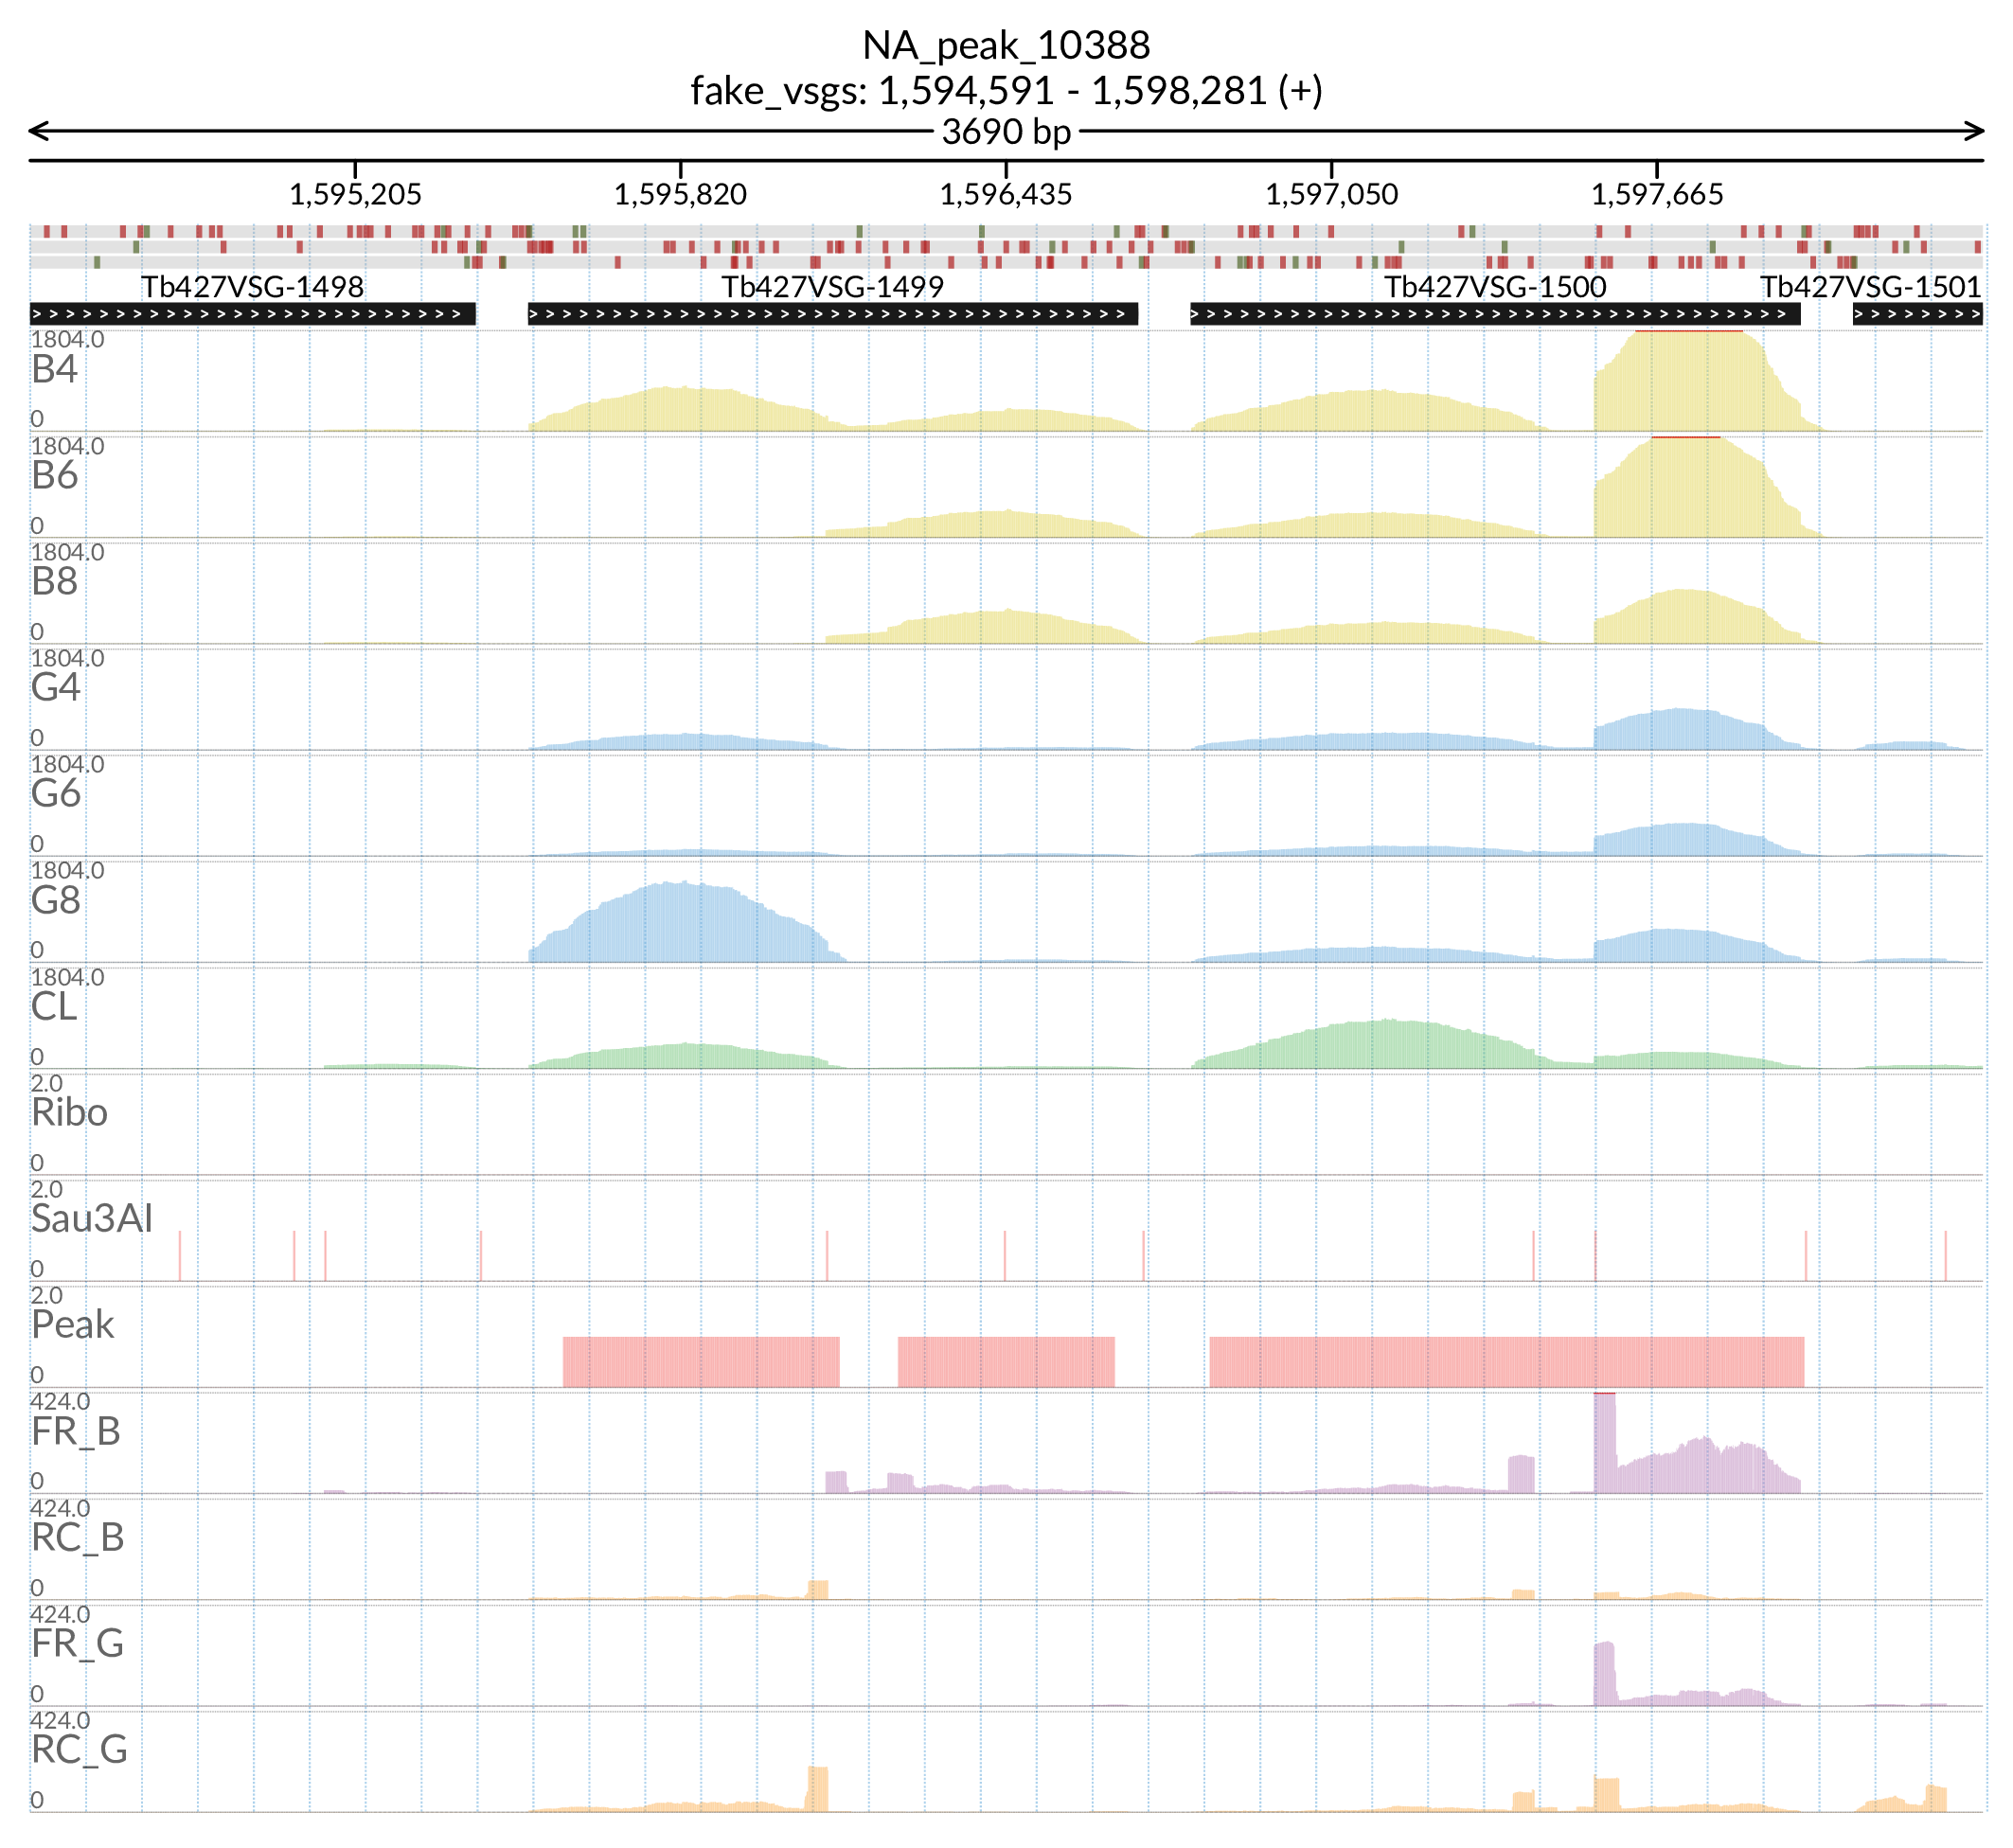 NA_peak_10388
fake_vsgs: 1,594,591 - 1,598,281 (+)
3690 bp
1,595,205 1,595,820 1,596,435 1,597,050 1,597,665
Tb427VSG-1498 Tb427VSG-1499 Tb427VSG-1500 Tb427VSG-1501
1804.0
B4
0
1804.0
B6
0
1804.0
B8
0
1804.0
G4
0
1804.0
G6
0
1804.0
G8
0
1804.0
CL
0
2.0
Ribo
0
2.0
Sau3AI
0
2.0
Peak
0
424.0
FR_B
0
424.0
RC_B
0
424.0
FR_G
0
424.0
RC_G
0